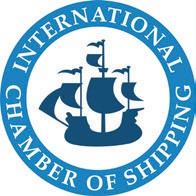 INTERNATIONAL
CHAMBER OF SHIPPING